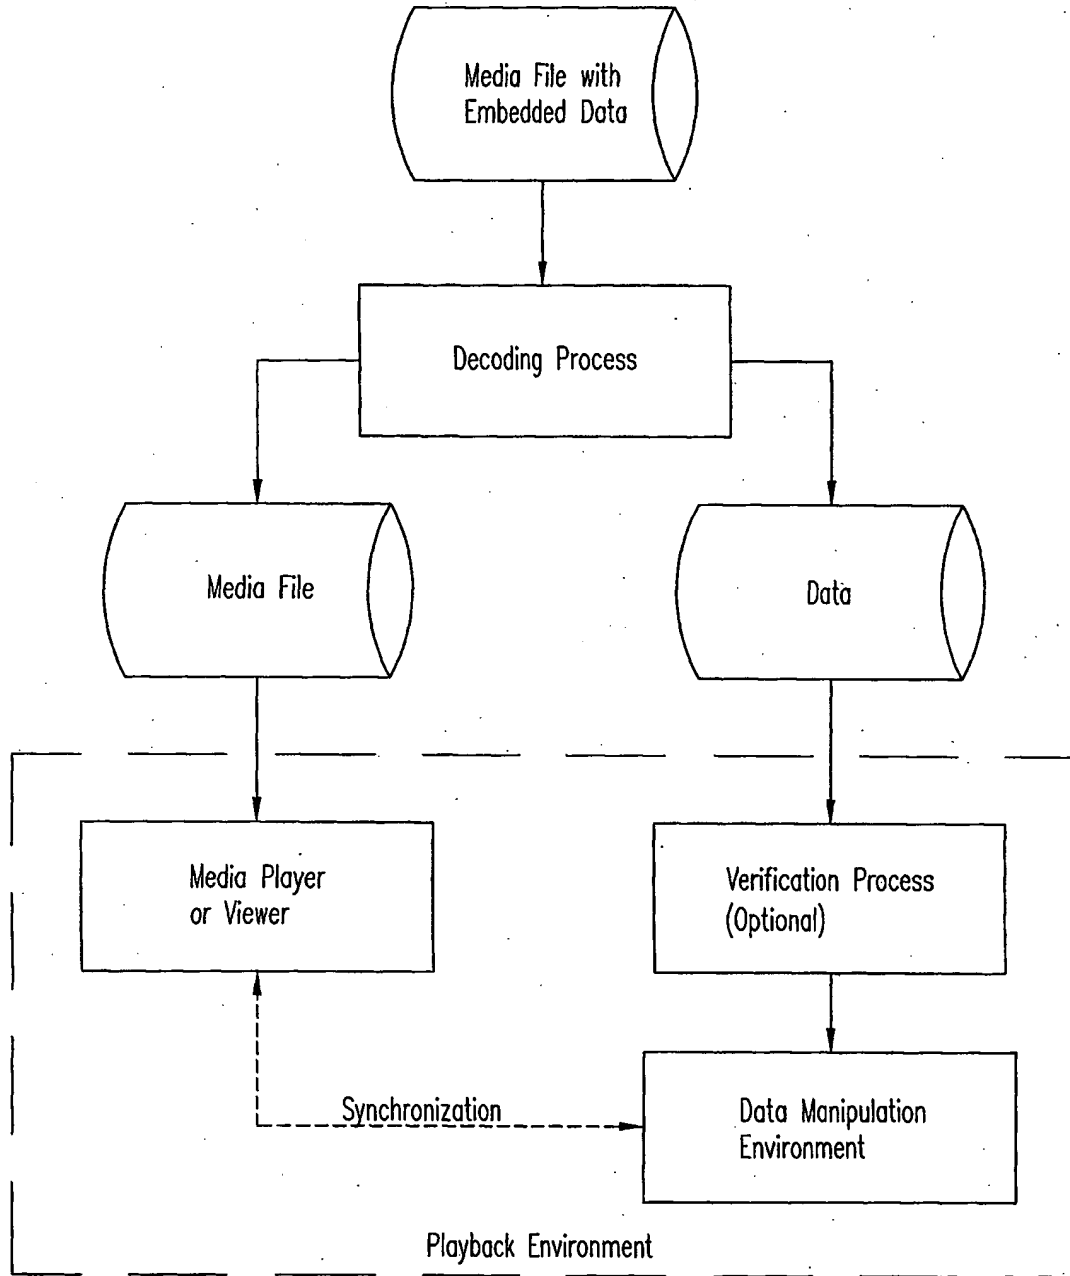 Media File with
Embedded Data
Decoding Process
Media File
Data
Media Player
or Viewer
Verification Process
(Optional)
Synchronization
Data Manipulation
Environment
Playback Environment